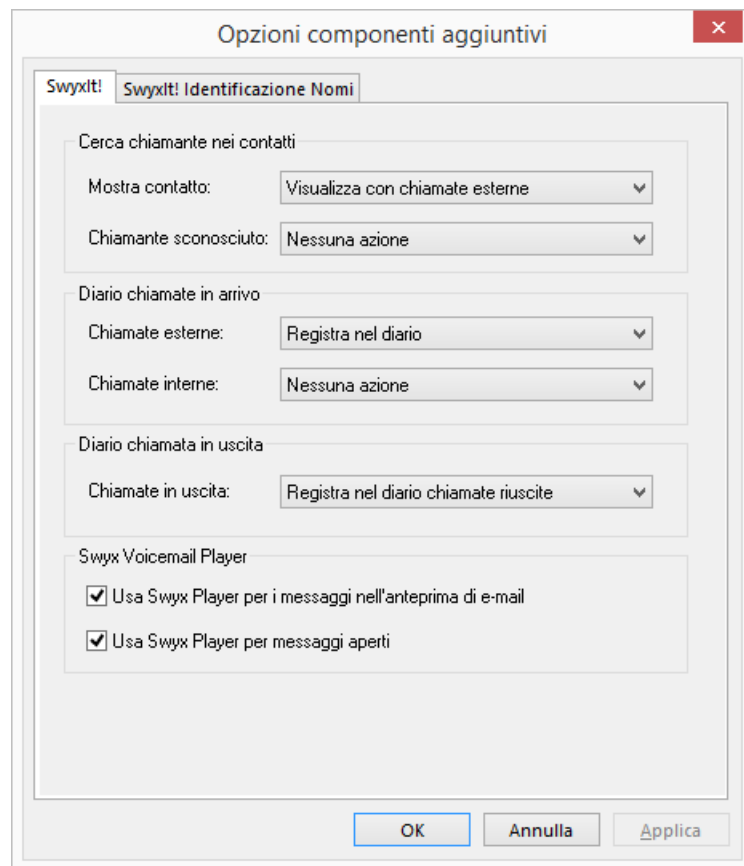 Opzioni componenti aggiuntivi
SwyxIt!
SwyxIt! Identificazione Nomi
Cerca chiamante nei contatti
Mostra contatto:
Visualizza con chiamate esterne
Chiamante sconosciuto:
Nessuna azione
Diario chiamate in arrivo
Chiamate esterne:
Registra nel diario
Chiamate interne:
Nessuna azione
Diario chiamata in uscita
Chiamate in uscita:
Registra nel diario chiamate riuscite
Swyx Voicemail Player
Usa Swyx Player per i messaggi nell'anteprima di e-mail
Usa Swyx Player per messaggi aperti
OK
Annulla
Applica